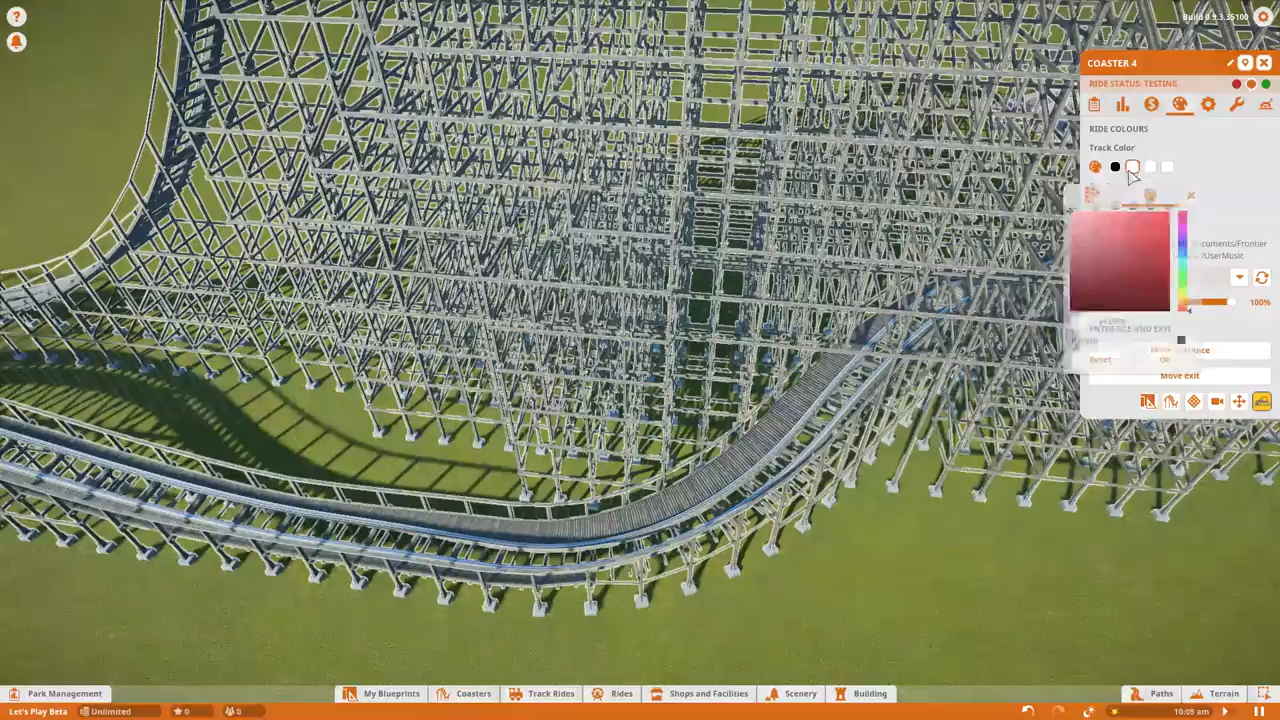 Build 0.9.3.35100
COASTER 4
RIDE STATUS: TESTING
RIDE COLOURS
Track Color
ocuments/Frontier
/UserMusic
100%
ENTRANCE AND EXIT
Reset
Ok
Move exit
Park Management
My Blueprints
Coasters
Track Rides
Rides
Shops and Facilities
Scenery
Building
Paths
Terrain
Let's Play Beta
Unlimited
0
0
10:09 am